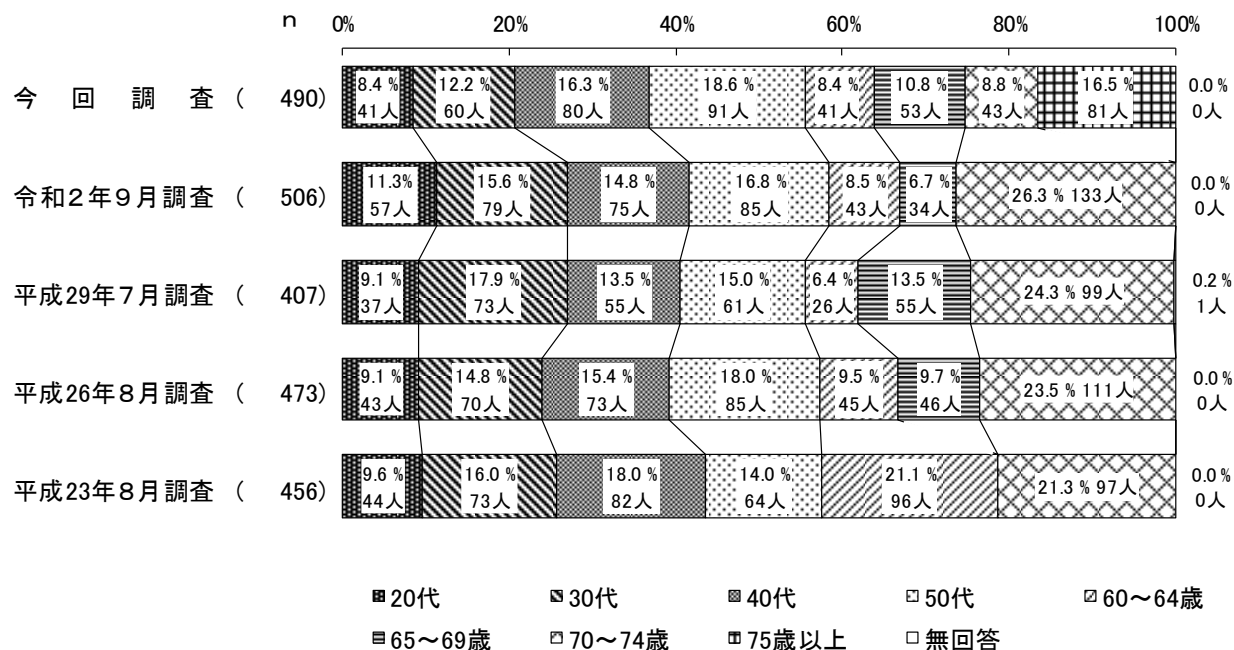 n 0% 20% 40% 60% 80% 100%
8.4% 12.2% 16.3% 18.6% 8.4% 10.8% 8.8% 16.5% 0.0%
今回調査( 490)
41人 60人 80人 91人 41人 53人 43人 81人 0人
11.3% 15.6% 14.8% 16.8% 8.5% 6.7% 26.3% 133人 0.0%
令和2年9月調査( 506)
57人 79人 75人 85人 43人 34人 0人
9.1% 17.9% 13.5% 15.0% 6.4% 13.5% 24.3% 99人 0.2%
平成29年7月調査( 407)
37人 73人 55人 61人 26人 55人 1人
9.1% 14.8% 15.4% 18.0% 9.5% 9.7% 23.5% 111人 0.0%
平成26年8月調査( 473)
43人 70人 73人 85人 45人 46人 0人
9.6% 16.0% 18.0% 14.0% 21.1% 21.3% 97人 0.0%
平成23年8月調査( 456)
44人 73人 82人 64人 96人 0人
20代 30代 40代 50代 60~64歳
65~69歳 70~74歳 75歳以上 無回答